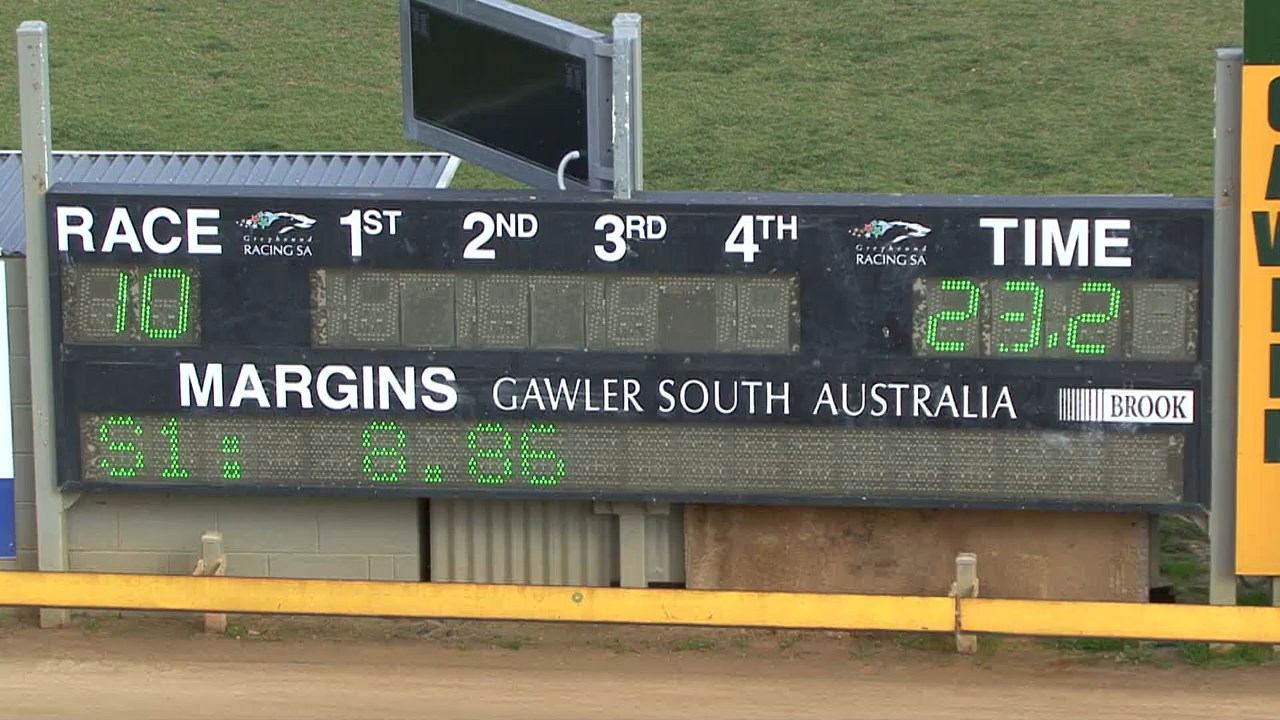 RACE Greyhound RACING SA 1ST 2ND 3RD 4TH Greyhound RACING SA TIME
10 23.2
MARGINS GAWLER SOUTH AUSTRALIA BROOK
S1: 8.86